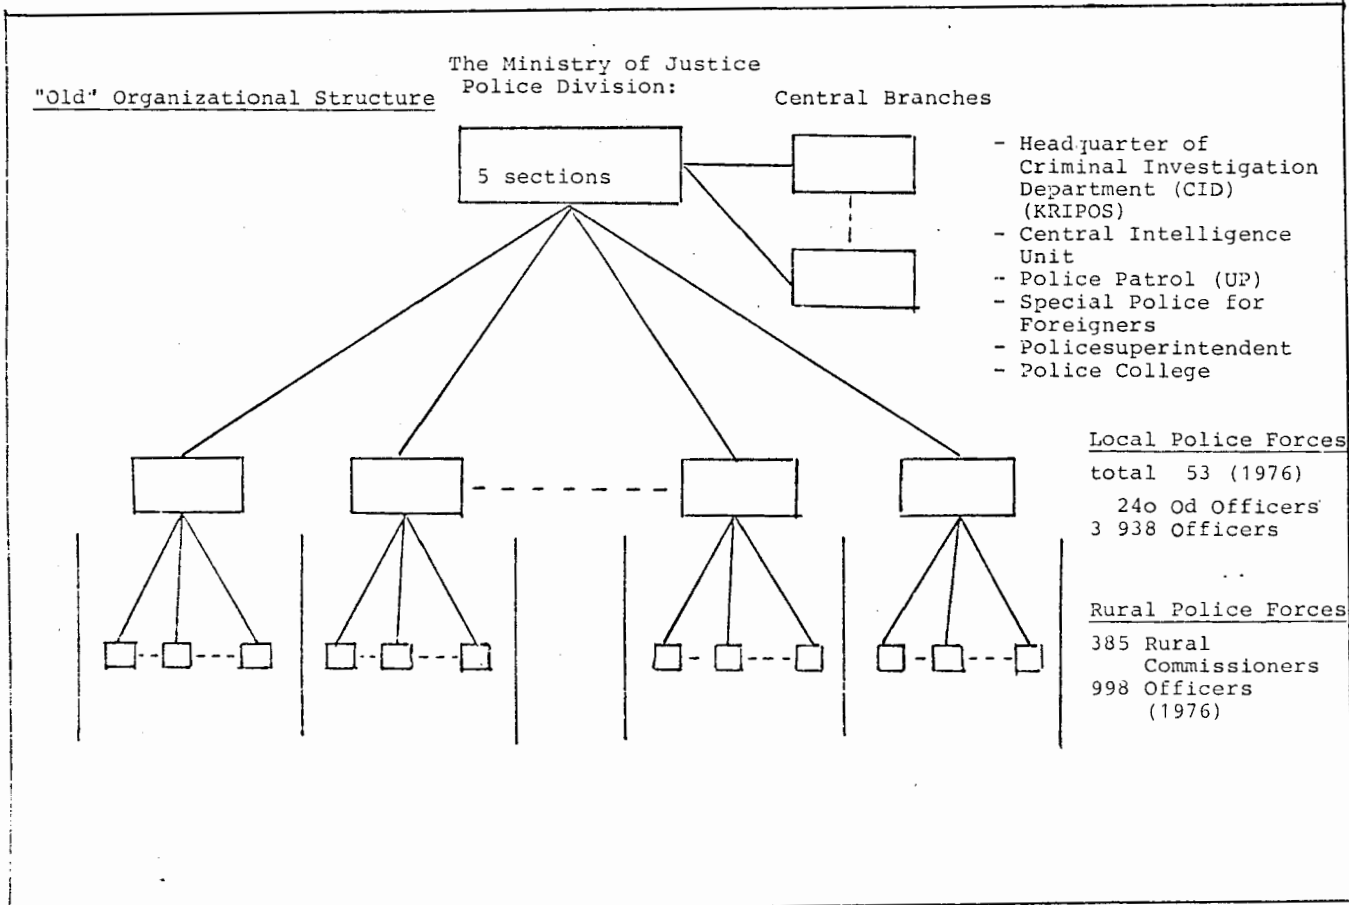 The Ministry of Justice
Police Division:
"Old" Organizational Structure
Central Branches
5 sections
- Headquarter of
Criminal Investigation
Department (CID)
(KRIPOS)
- Central Intelligence
Unit
- Police Patrol (UP)
- Special Police for
Foreigners
- Policesuperintendent
- Police College
Local Police Forces
total 53 (1976)
24o Od Officers
3 938 Officers
Rural Police Forces
385 Rural
Commissioners
998 Officers
(1976)